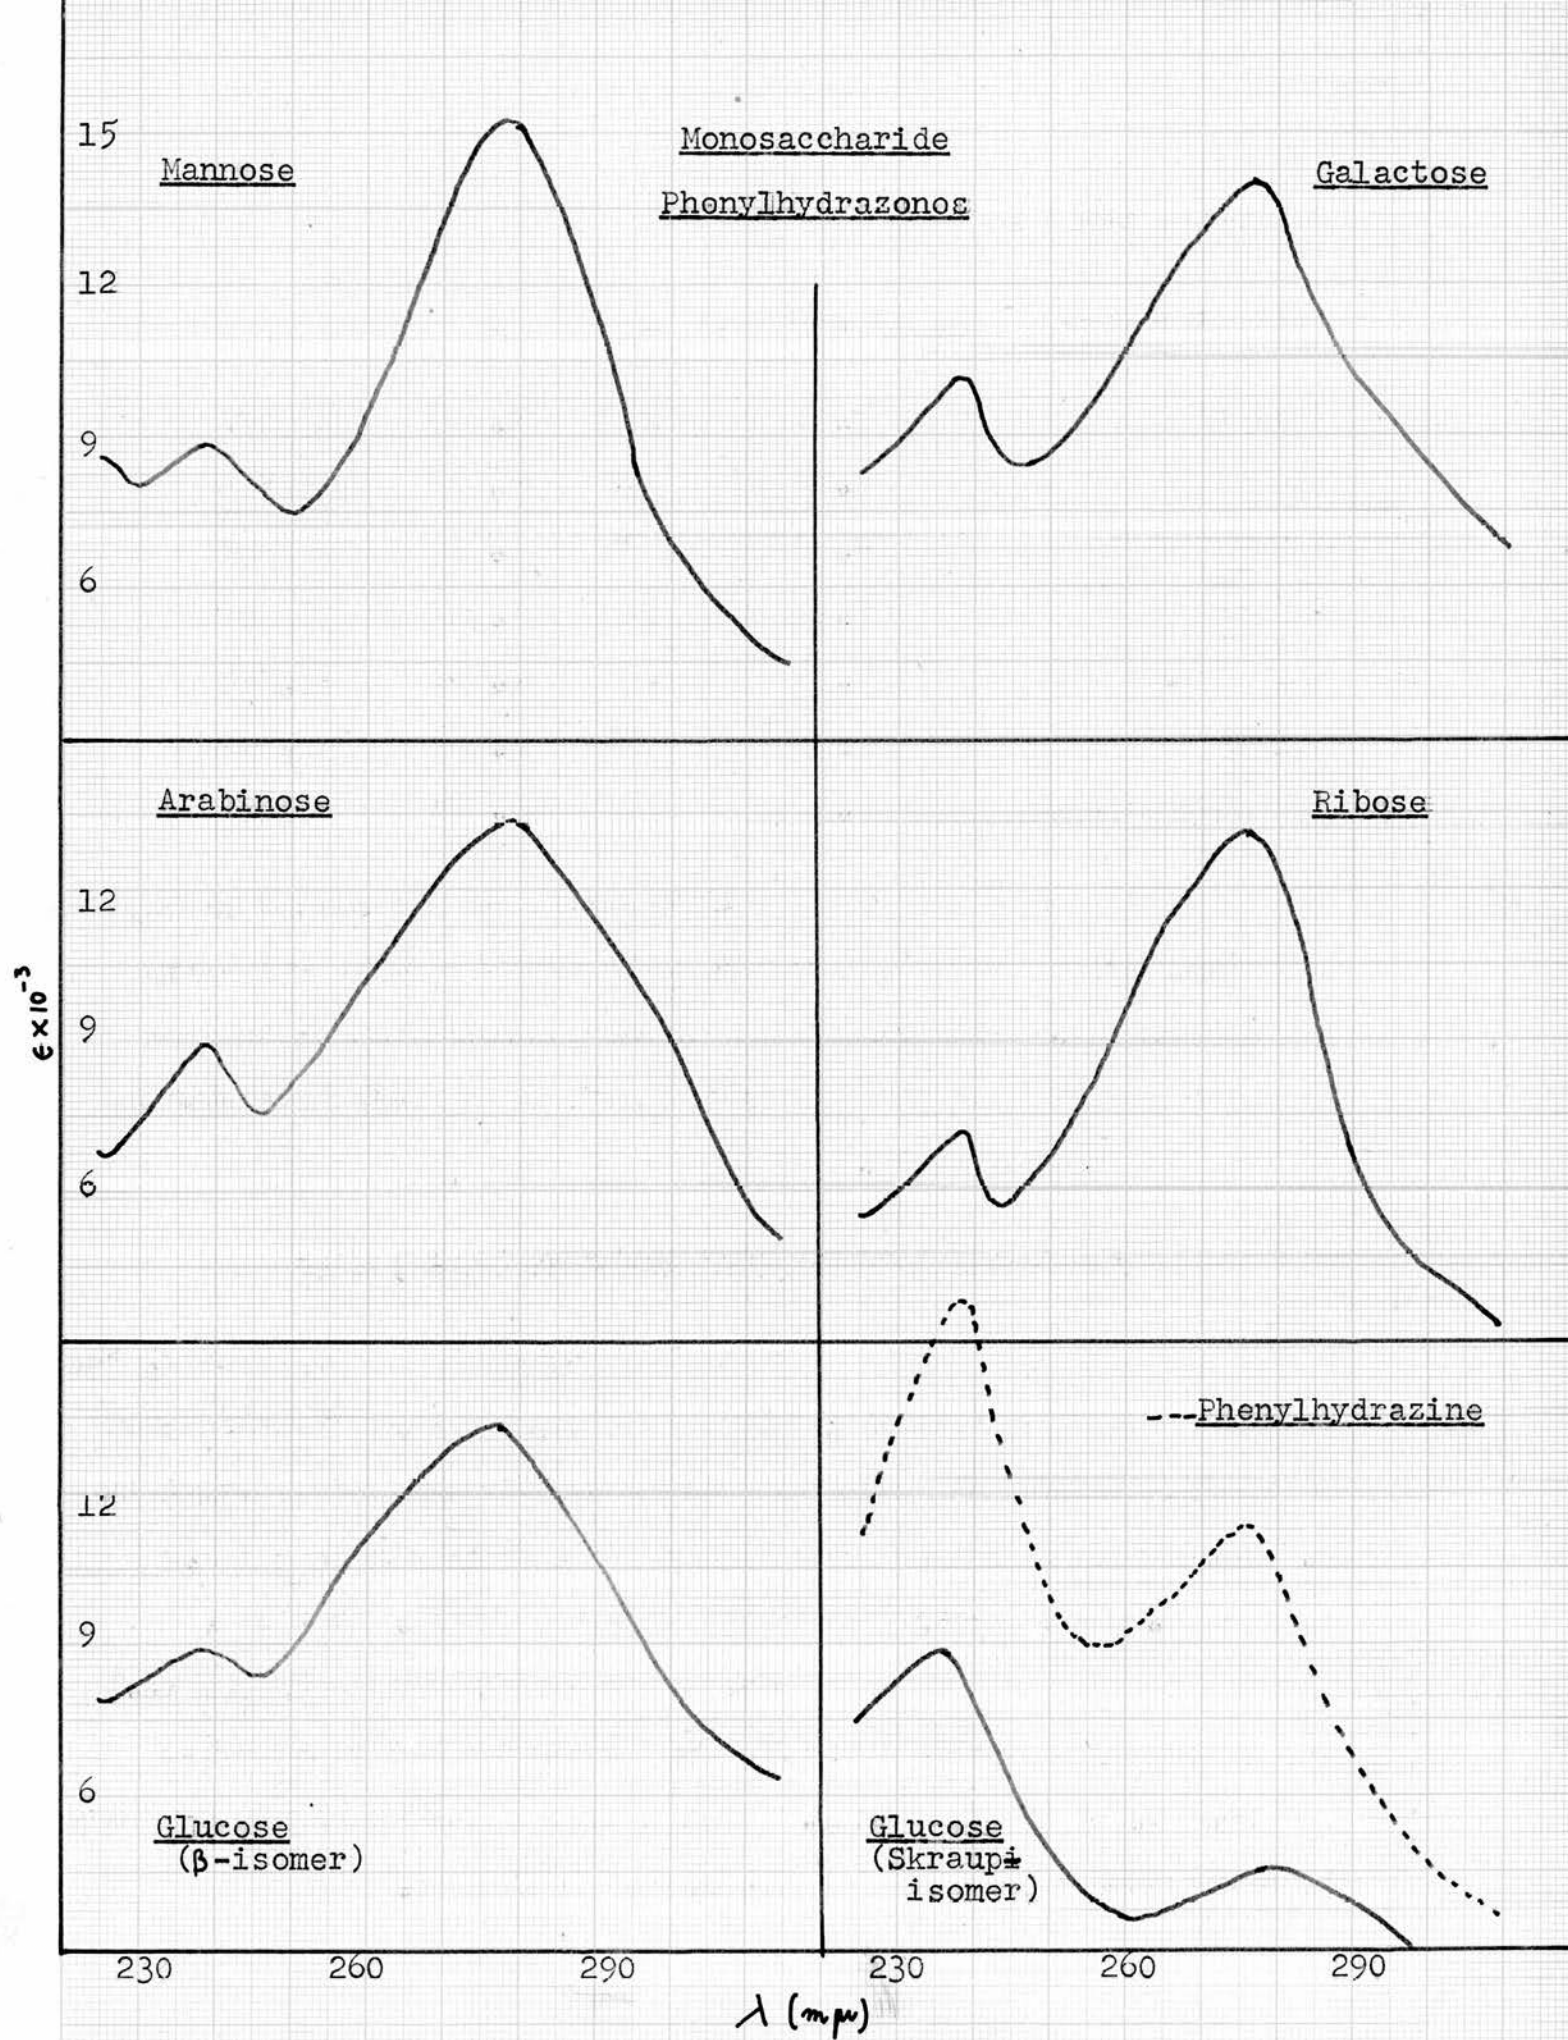 Monosaccharide
Phenylhydrazones
15
Mannose
Galactose
12
9
6
Arabinose
Ribose
12
9
6
ϵ×10⁻³
---Phenylhydrazine
12
9
6
Glucose
(β-isomer)
Glucose
(Skraup
isomer)
230
260
290
230
260
290
λ (mμ)